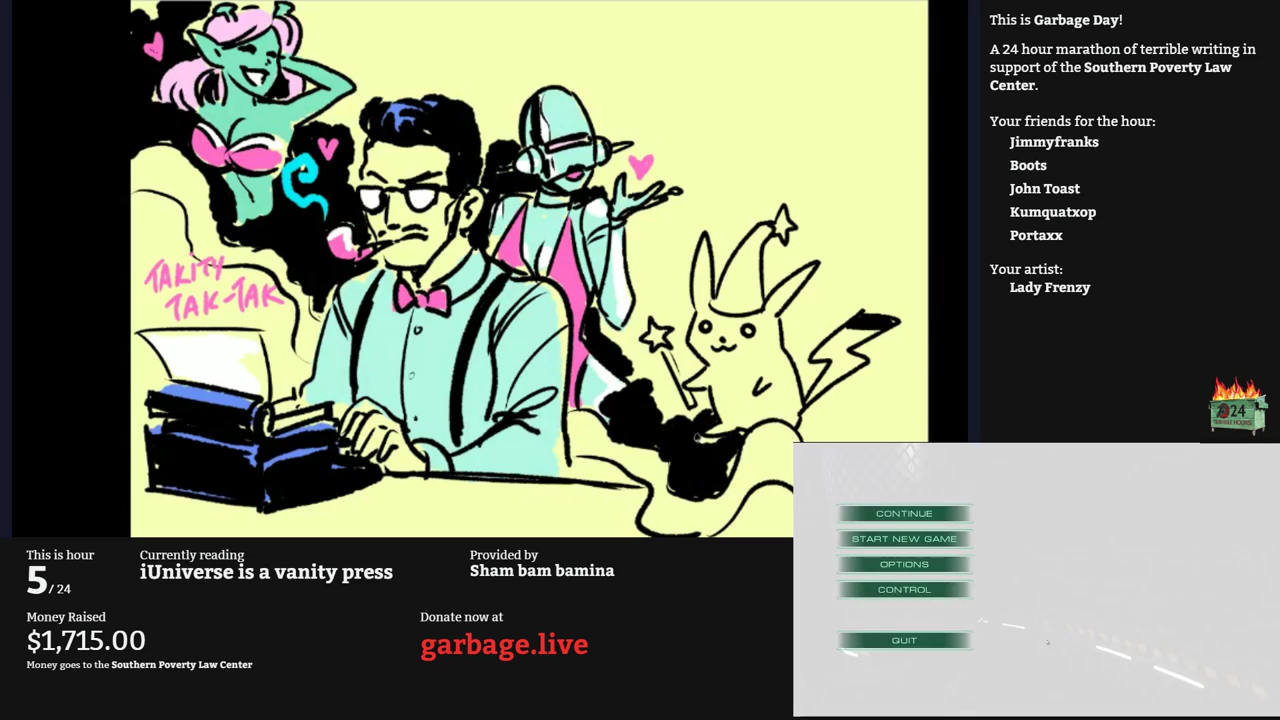 This is Garbage Day!
A 24 hour marathon of terrible writing in
support of the Southern Poverty Law
Center.
Your friends for the hour:
Jimmyfranks
Boots
John Toast
Kumquatxop
Portaxx
Your artist:
Lady Frenzy
TAKITY
TAK-TAK
CONTINUE
START NEW GAME
OPTIONS
CONTROL
QUIT
This is hour
5 / 24
Currently reading
iUniverse is a vanity press
Provided by
Sham bam bamina
Money Raised
$1,715.00
Money goes to the Southern Poverty Law Center
Donate now at
garbage.live